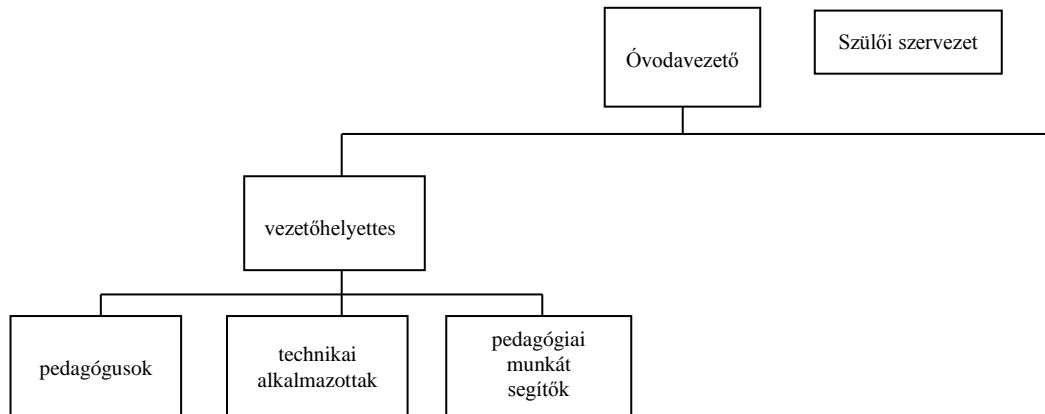 Óvodavezető
Szülői szervezet
vezetőhelyettes
pedagógusok
technikai
alkalmazottak
pedagógiai
munkát
segítők